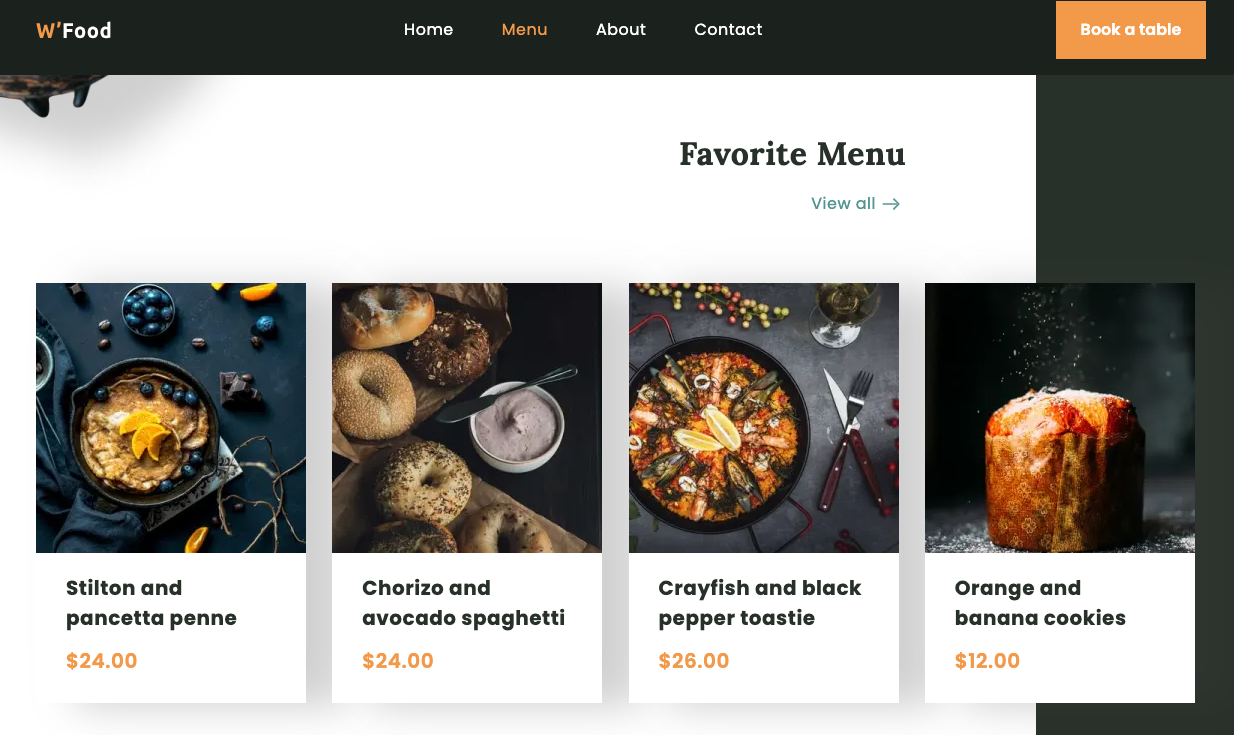 W'Food
Home
Menu
About
Contact
Book a table
Favorite Menu
View all →
Stilton and
pancetta penne
$24.00
Chorizo and
avocado spaghetti
$24.00
Crayfish and black
pepper toastie
$26.00
Orange and
banana cookies
$12.00